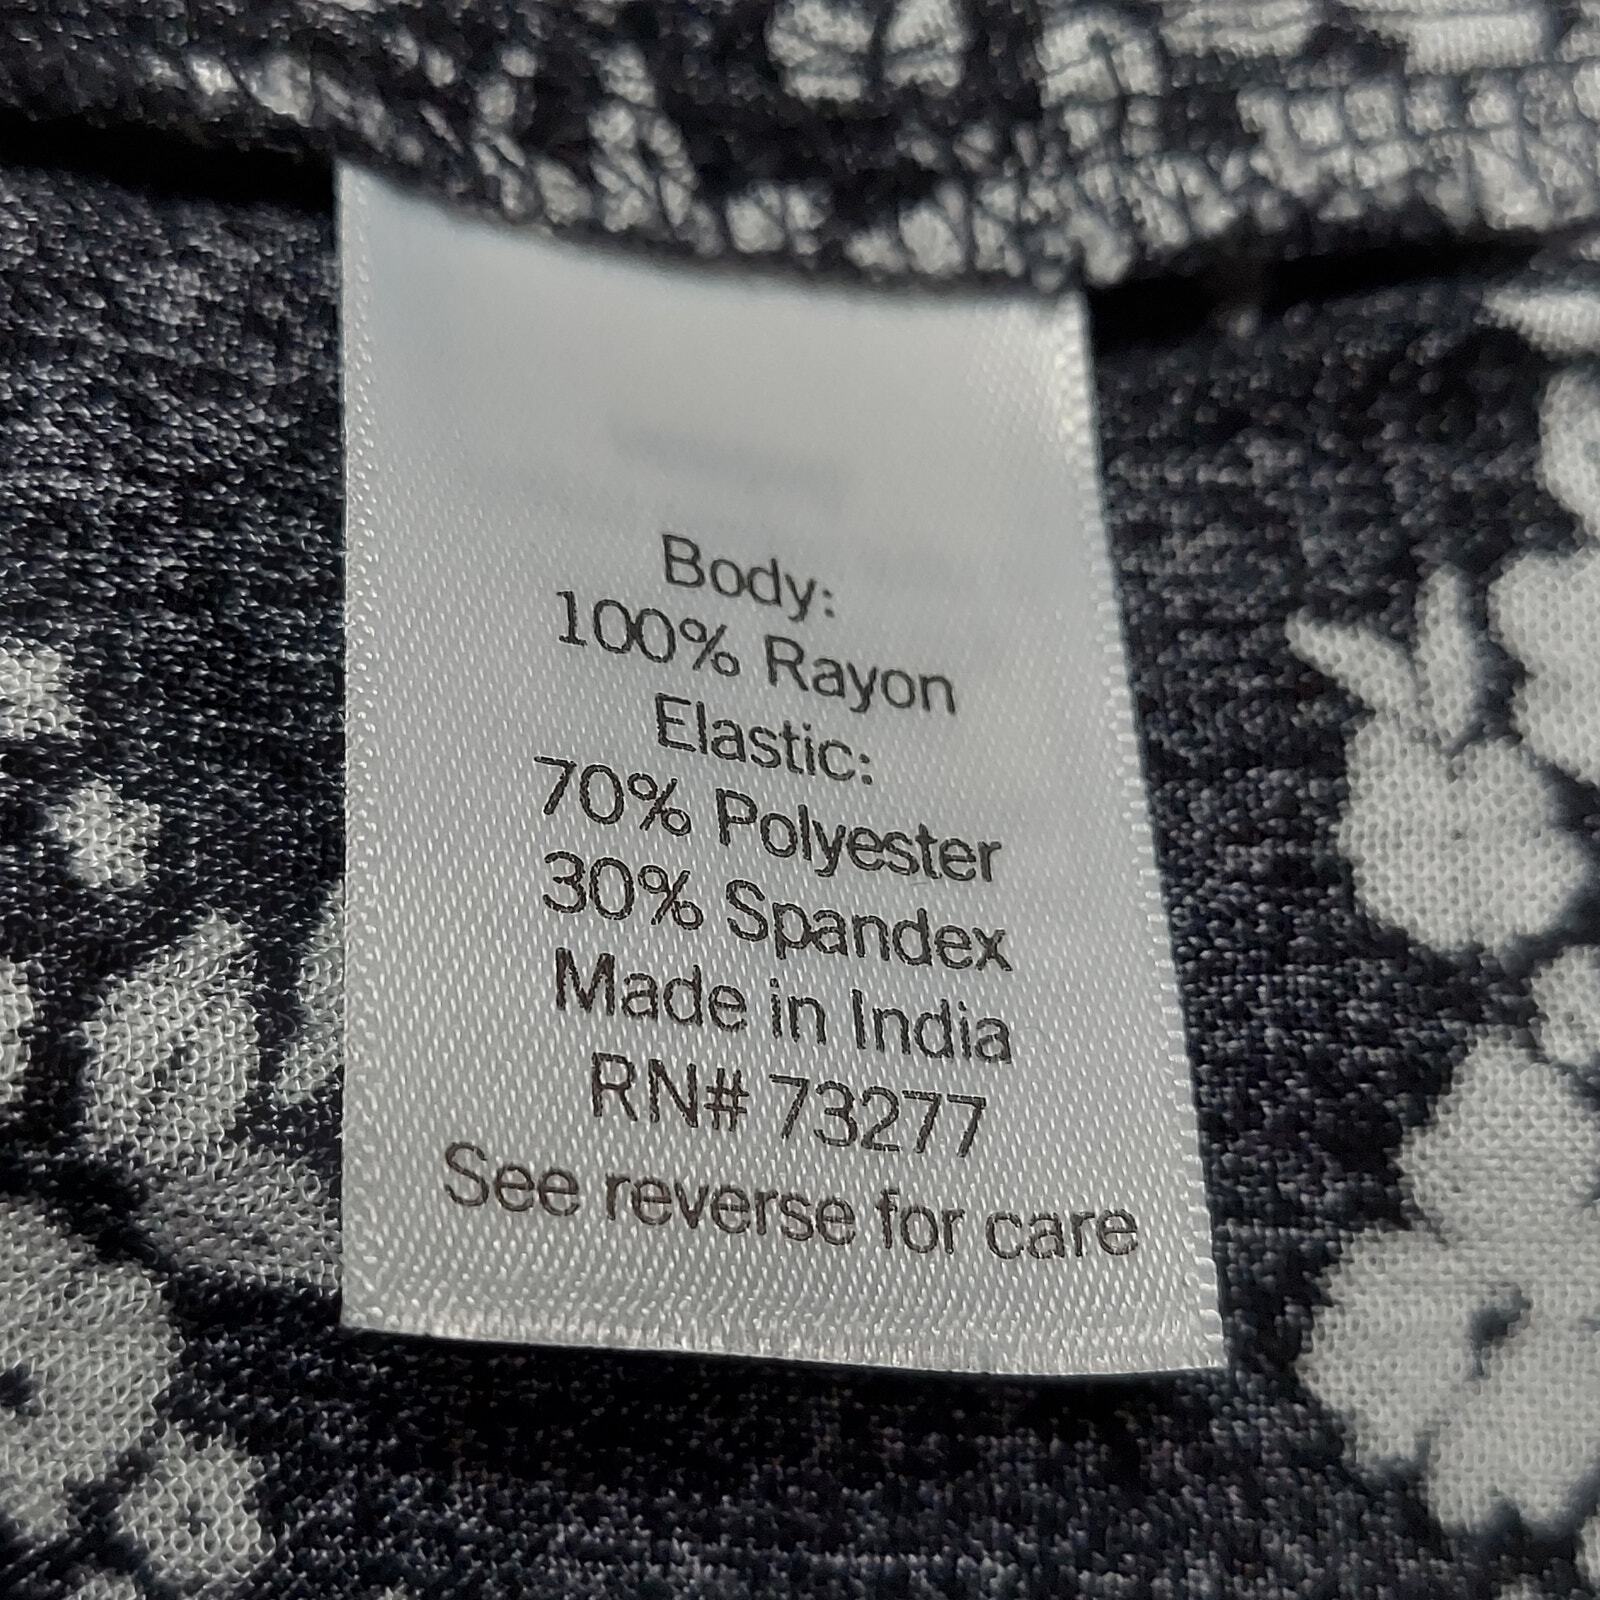 Body:
100% Rayon
Elastic:
70% Polyester
30% Spandex
Made in India
RN# 73277
See reverse for care